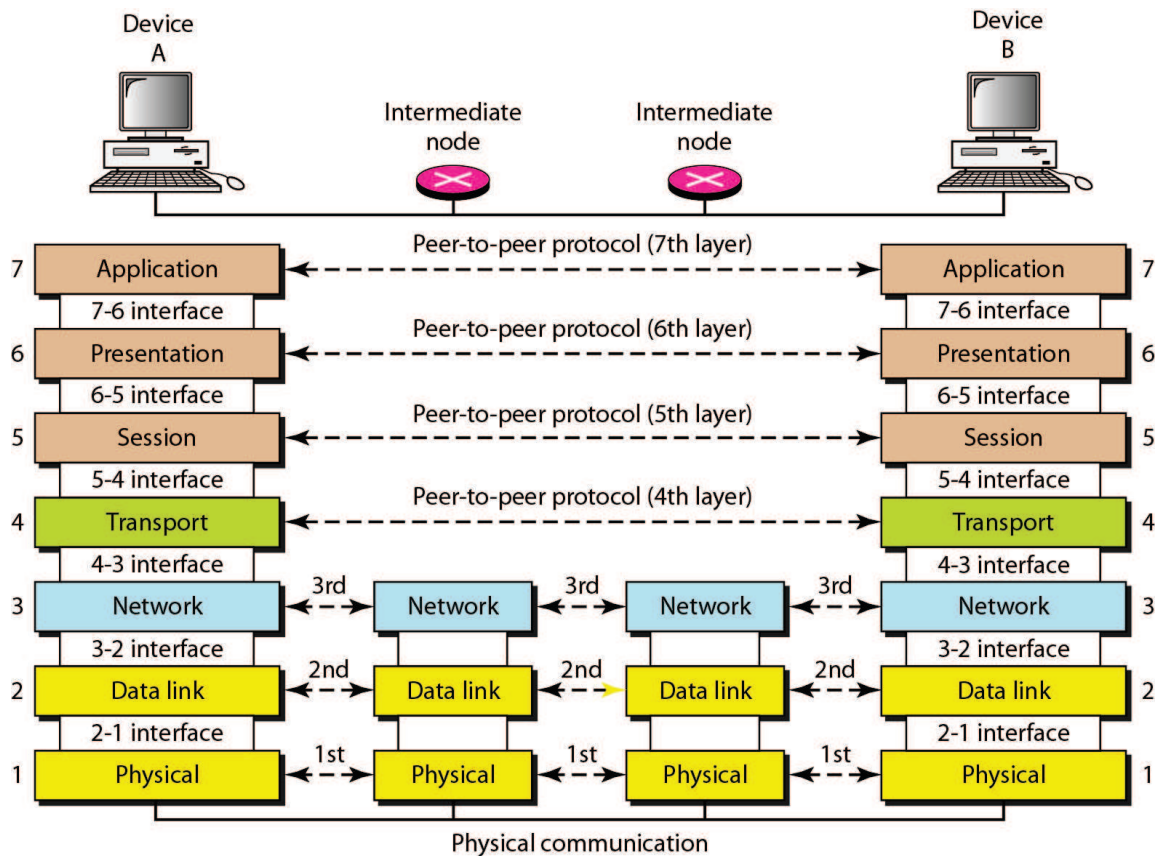 Device
A
Device
B
Intermediate
node
Intermediate
node
Peer-to-peer protocol (7th layer)
7 Application Application 7
7-6 interface 7-6 interface
Peer-to-peer protocol (6th layer)
6 Presentation Presentation 6
6-5 interface 6-5 interface
Peer-to-peer protocol (5th layer)
5 Session Session 5
5-4 interface 5-4 interface
Peer-to-peer protocol (4th layer)
4 Transport Transport 4
4-3 interface 4-3 interface
3rd 3rd 3rd
3 Network Network Network Network 3
3-2 interface 3-2 interface
2nd 2nd 2nd
2 Data link Data link Data link Data link 2
2-1 interface 2-1 interface
1st 1st 1st
1 Physical Physical Physical Physical 1
Physical communication